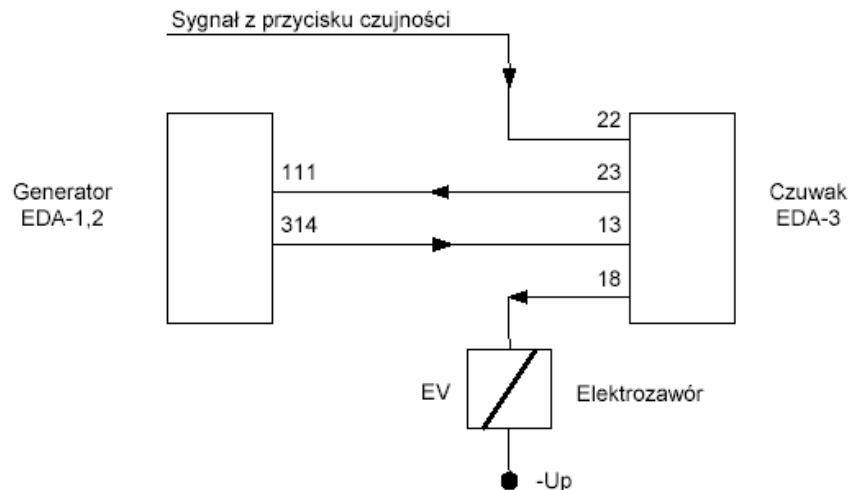 Sygnał z przycisku czujności
22
111
23
Generator
EDA-1,2
Czuwak
EDA-3
314
13
18
EV
Elektrozawór
-Up